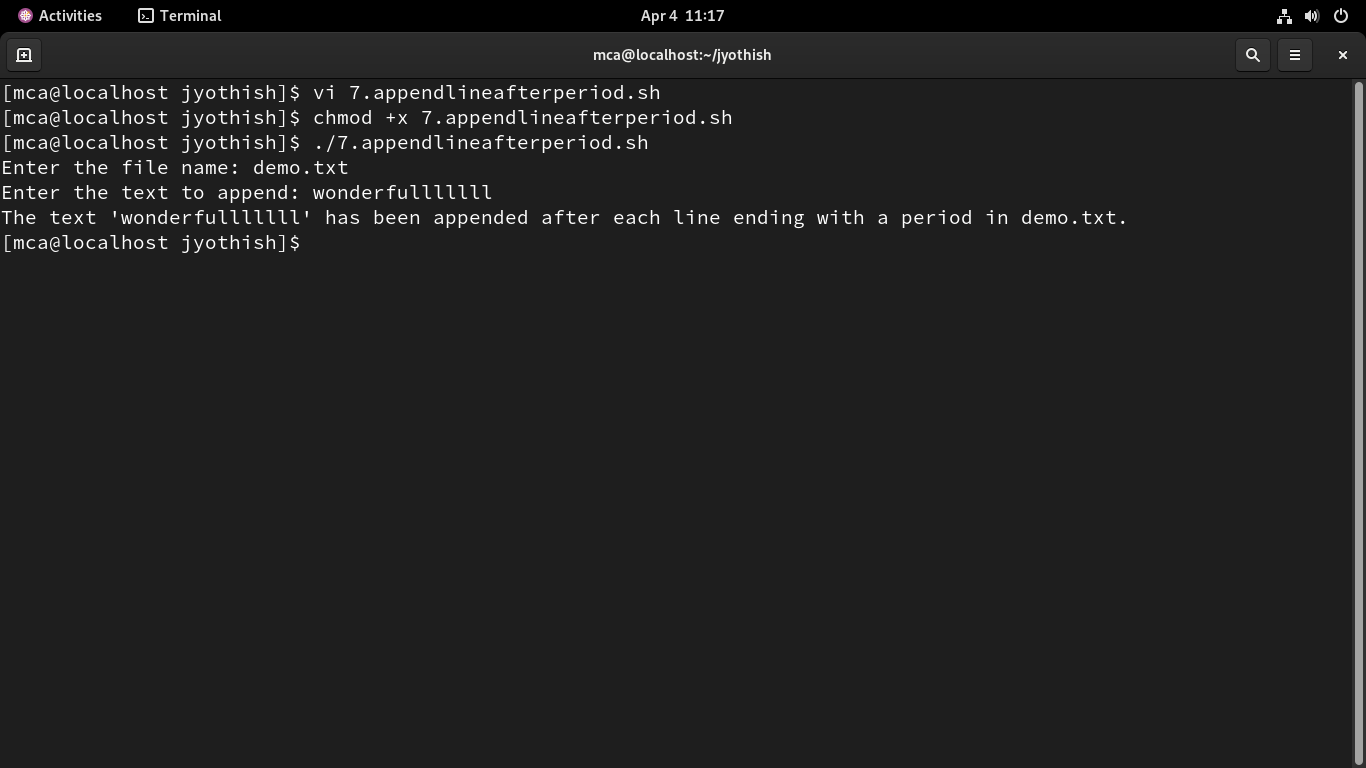 Activities Terminal Apr 4 11:17
mca@localhost:~/jyothish
[mca@localhost jyothish]$ vi 7.appendlineafterperiod.sh
[mca@localhost jyothish]$ chmod +x 7.appendlineafterperiod.sh
[mca@localhost jyothish]$ ./7.appendlineafterperiod.sh
Enter the file name: demo.txt
Enter the text to append: wonderfulllllll
The text 'wonderfulllllll' has been appended after each line ending with a period in demo.txt.
[mca@localhost jyothish]$